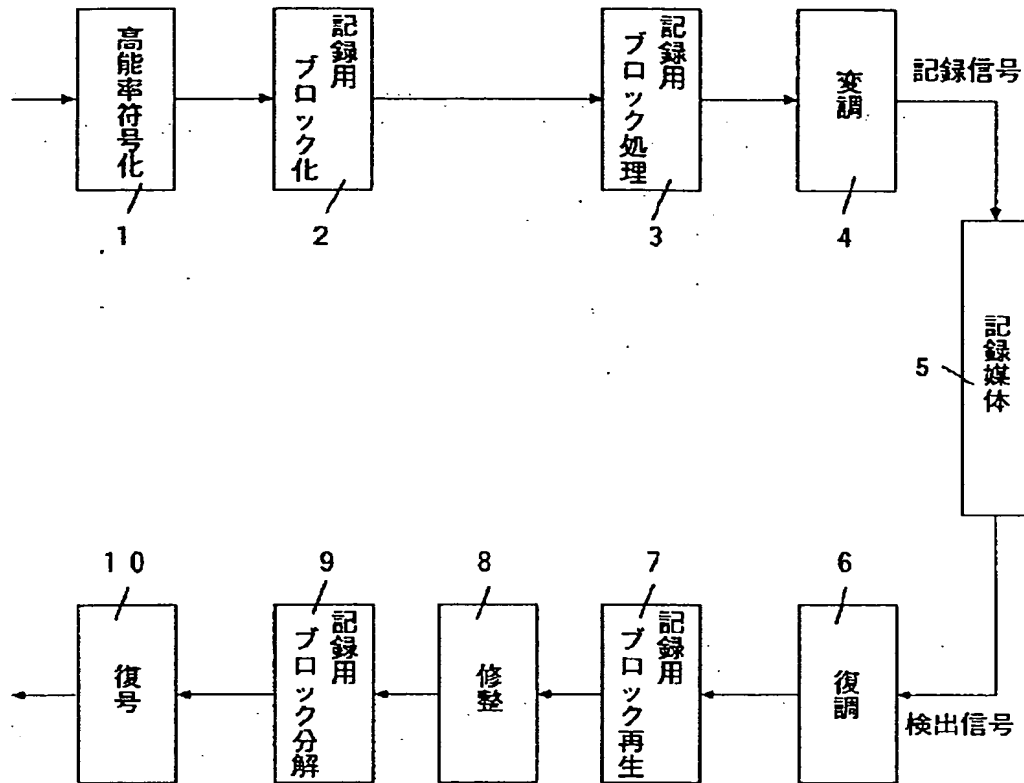 高能率符号化
記録用
ブロック化
記録用
ブロック処理
変調
記録信号
1
2
3
4
記録媒体
5
10
9
8
7
6
復号
記録用
ブロック分解
修整
記録用
ブロック再生
復調
検出信号